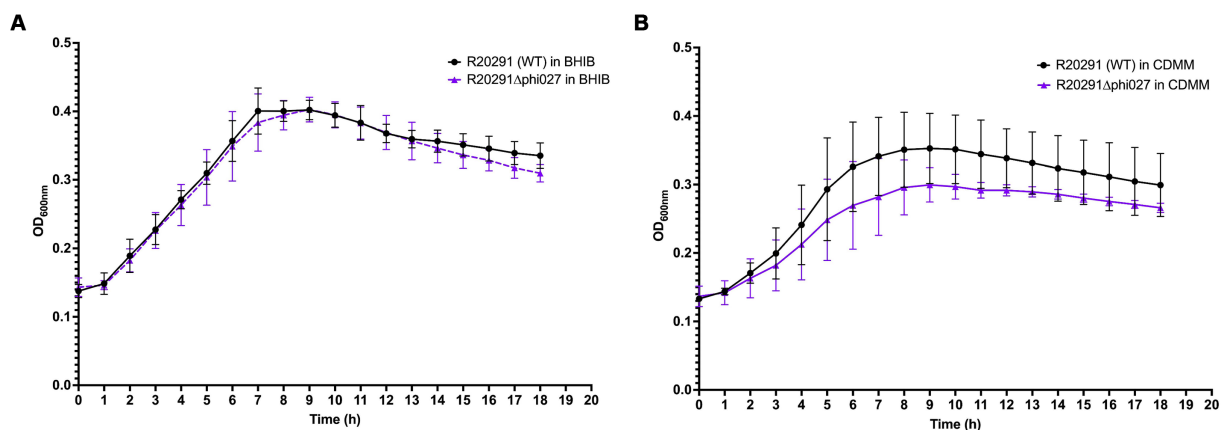 A
0.5
0.4
0.3
0.2
0.1
0.0
OD600nm
R20291 (WT) in BHIB
R20291Δphi027 in BHIB
0 1 2 3 4 5 6 7 8 9 10 11 12 13 14 15 16 17 18 19 20
Time (h)
B
0.5
0.4
0.3
0.2
0.1
0.0
OD600nm
R20291 (WT) in CDMM
R20291Δphi027 in CDMM
0 1 2 3 4 5 6 7 8 9 10 11 12 13 14 15 16 17 18 19 20
Time (h)